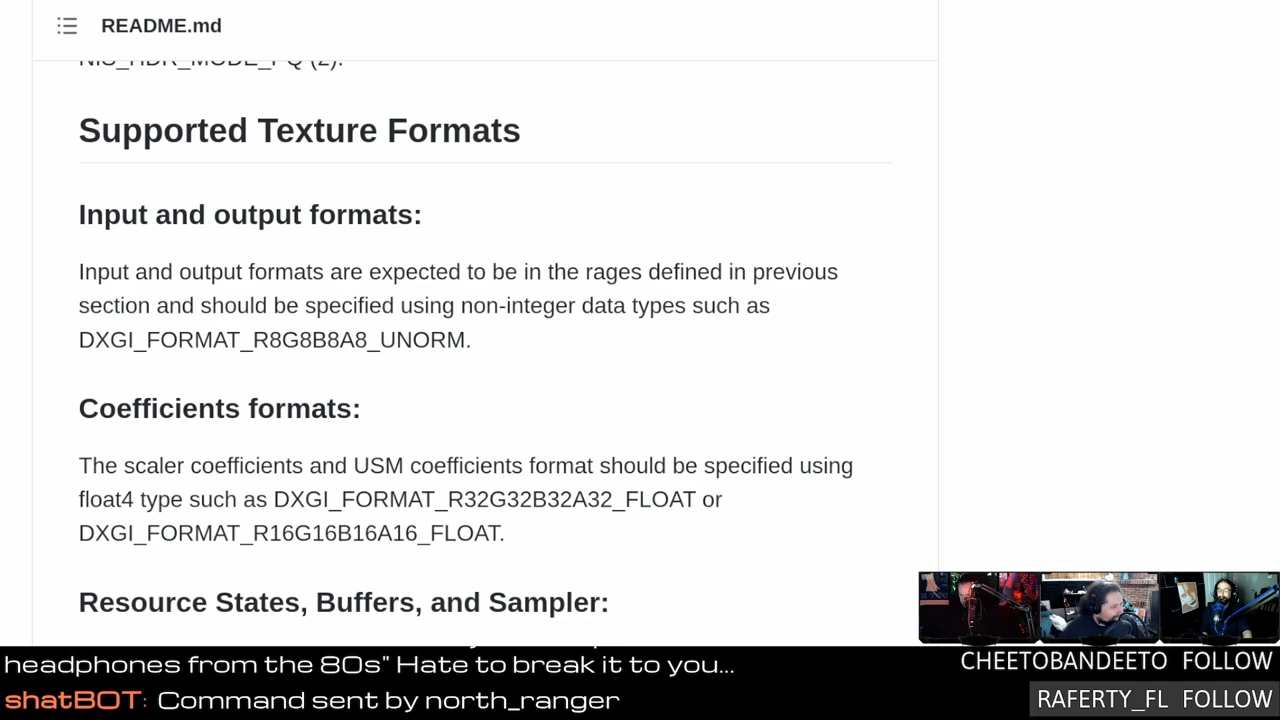 README.md
NIS_HDR_MODE_PQ (2).
Supported Texture Formats
Input and output formats:
Input and output formats are expected to be in the rages defined in previous
section and should be specified using non-integer data types such as
DXGI_FORMAT_R8G8B8A8_UNORM.
Coefficients formats:
The scaler coefficients and USM coefficients format should be specified using
float4 type such as DXGI_FORMAT_R32G32B32A32_FLOAT or
DXGI_FORMAT_R16G16B16A16_FLOAT.
Resource States, Buffers, and Sampler:
headphones from the 80s" Hate to break it to you...
shatBOT: Command sent by north_ranger
CHEETOBANDEETO FOLLOW
RAFERTY_FL FOLLOW